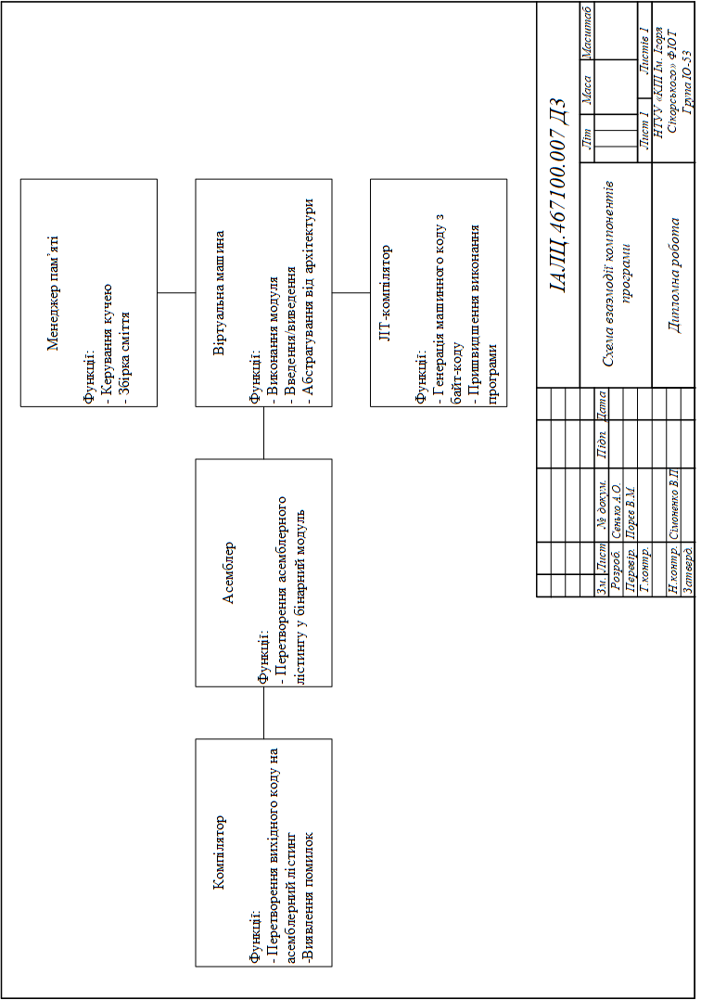 Компілятор
Функції:
- Перетворення вихідного коду на
асемблерний лістинг
-Виявлення помилок
Асемблер
Функції:
- Перетворення асемблерного
лістингу у бінарний модуль
Менеджер пам’яті
Функції:
- Керування кучею
- Збірка сміття
Віртуальна машина
Функції:
- Виконання модуля
- Введення/виведення
- Абстрагування від архітектури
JIT-компілятор
Функції:
- Генерація машинного коду з
байт-коду
- Пришвидшення виконання
програми
ІАЛЦ.467100.007 Д3
Зм. Лист № докум. Підп Дата
Розроб. Сенько А.О.
Перевір. Порєв В.М.
Т.контр.
Н.контр. Сімоненко В.П
Затверд.
Схема взаємодії компонентів
програми
Дипломна робота
Літ Маса Масштаб
Лист 1 Листів 1
НТУУ «КПІ Ім. Ігоря
Сікорського» ФІОТ
Група ІО-53